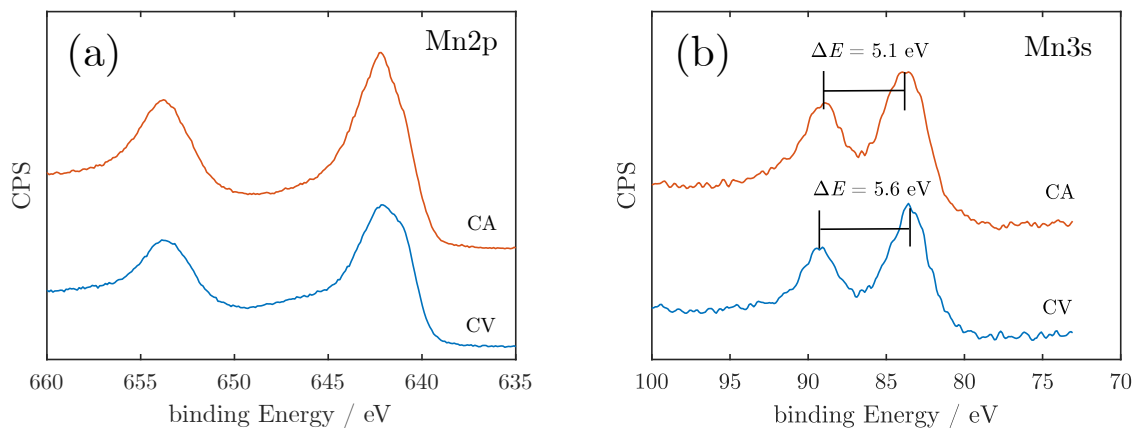 (a)
Mn2p
CPS
CA
CV
660 655 650 645 640 635
binding Energy / eV
(b)
Mn3s
ΔE = 5.1 eV
CPS
CA
ΔE = 5.6 eV
CV
100 95 90 85 80 75 70
binding Energy / eV